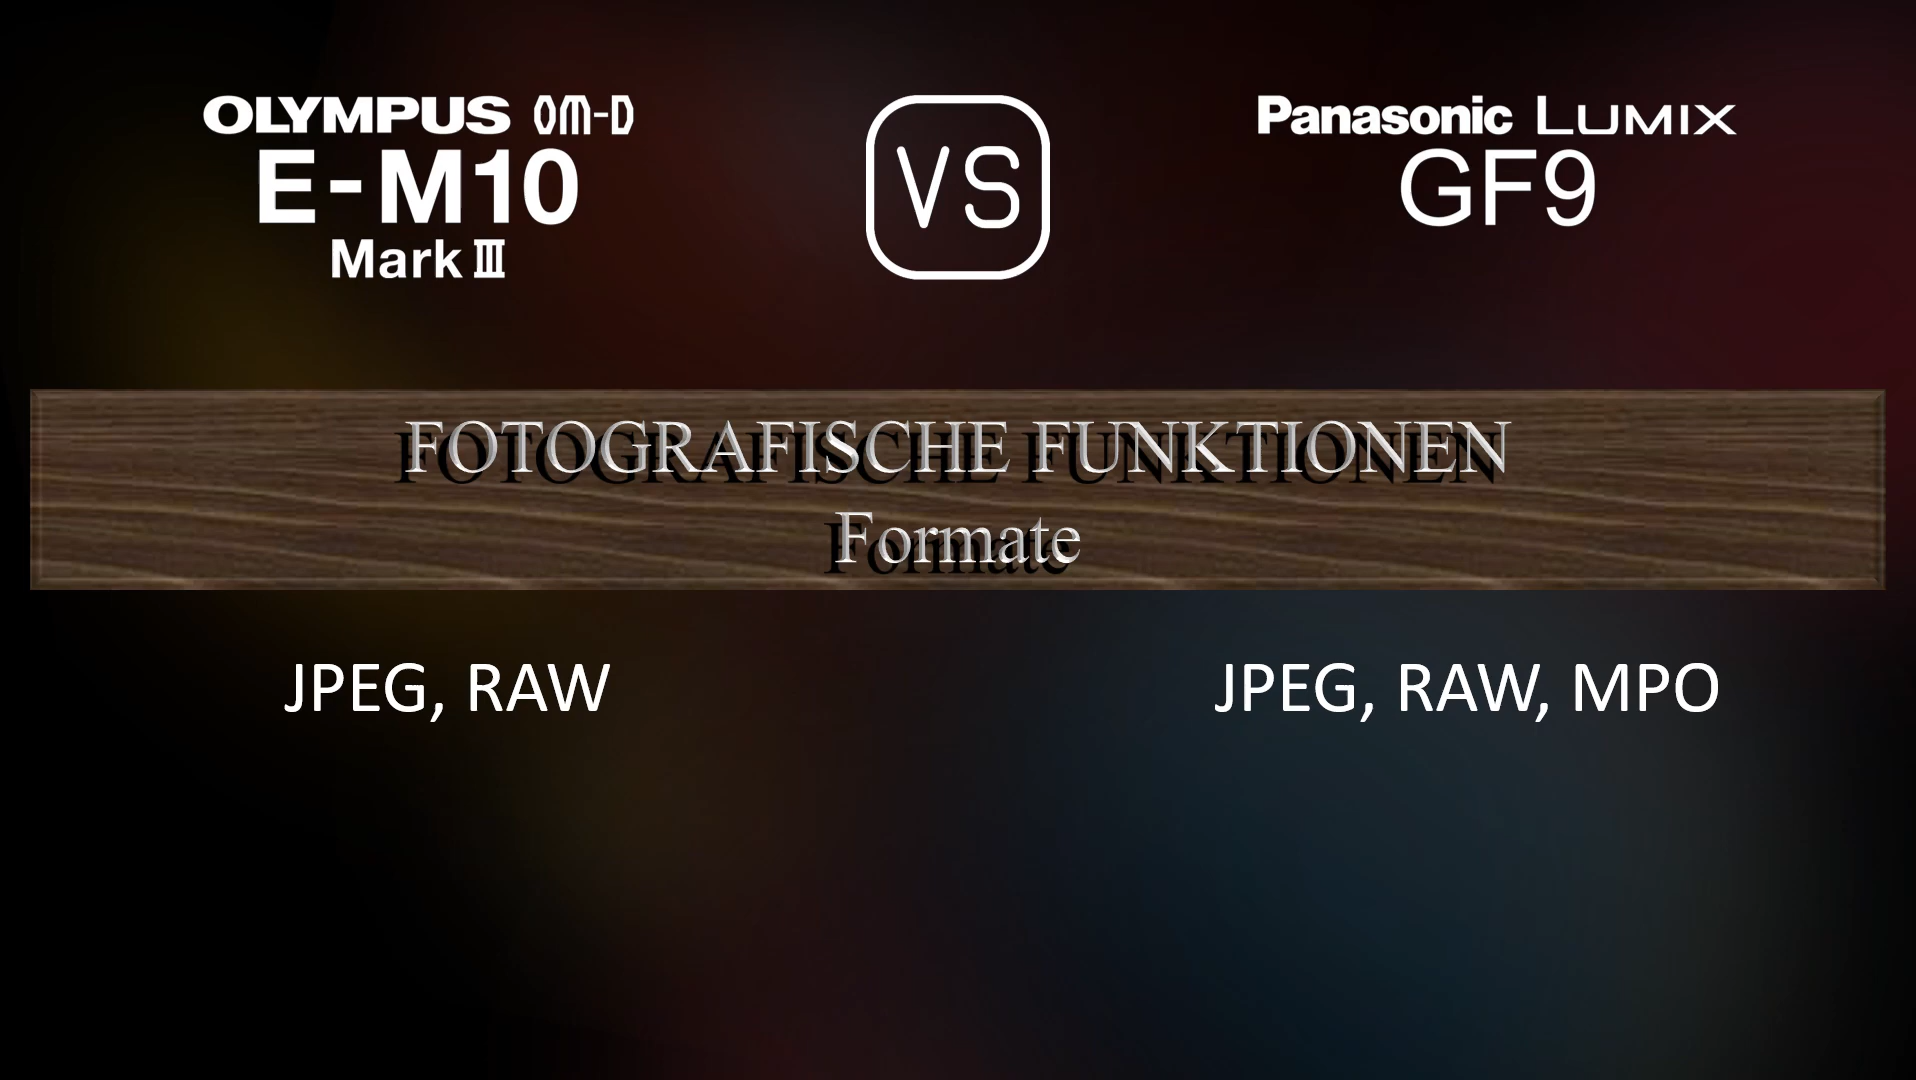 OLYMPUS OM-D
E-M10
Mark III
VS
Panasonic LUMIX
GF9
FOTOGRAFISCHE FUNKTIONEN
Formate
JPEG, RAW
JPEG, RAW, MPO